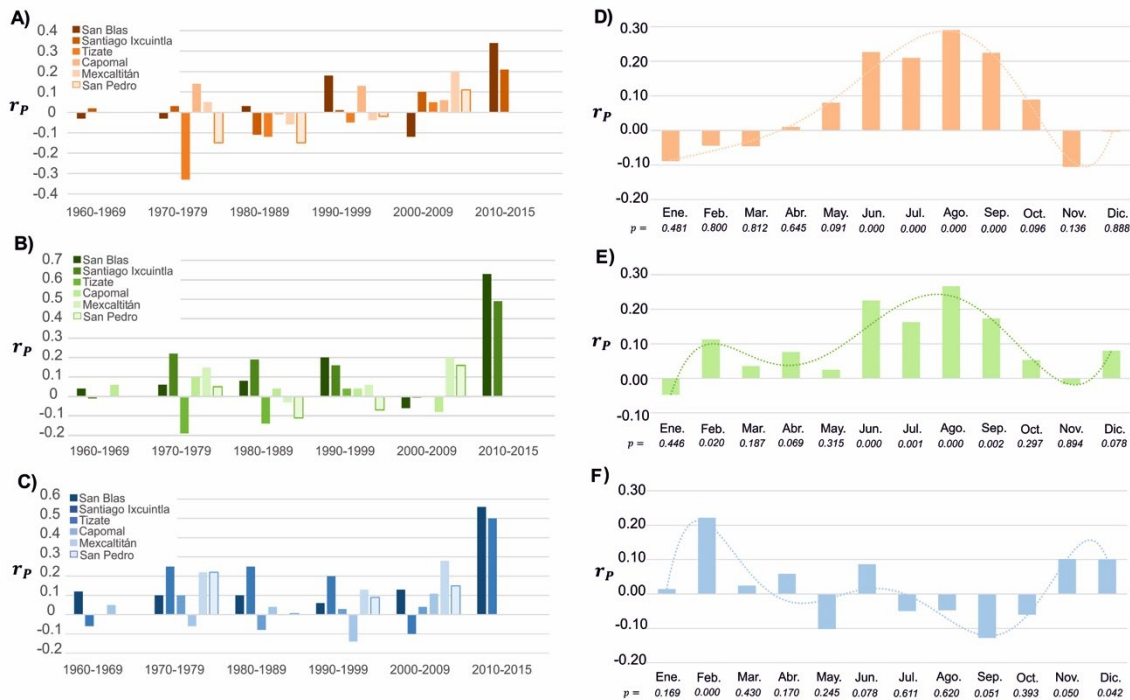 A)
San Blas
Santiago Ixcuintla
Tizate
Capomal
Mexcaltitán
San Pedro
0.4
0.3
0.2
0.1
0
-0.1
-0.2
-0.3
-0.4
rP
1960-1969 1970-1979 1980-1989 1990-1999 2000-2009 2010-2015
B)
San Blas
Santiago Ixcuintla
Tizate
Capomal
Mexcaltitán
San Pedro
0.7
0.6
0.5
0.4
0.3
0.2
0.1
0
-0.1
-0.2
rP
1960-1969 1970-1979 1980-1989 1990-1999 2000-2009 2010-2015
C)
San Blas
Santiago Ixcuintla
Tizate
Capomal
Mexcaltitán
San Pedro
0.6
0.5
0.4
0.3
0.2
0.1
0
-0.1
-0.2
rP
1960-1969 1970-1979 1980-1989 1990-1999 2000-2009 2010-2015
D)
0.30
0.20
0.10
0.00
-0.10
-0.20
rP
Ene. Feb. Mar. Abr. May. Jun. Jul. Ago. Sep. Oct. Nov. Dic.
p = 0.481 0.800 0.812 0.645 0.091 0.000 0.000 0.000 0.000 0.096 0.136 0.888
E)
0.30
0.20
0.10
0.00
-0.10
rP
Ene. Feb. Mar. Abr. May. Jun. Jul. Ago. Sep. Oct. Nov. Dic.
p = 0.446 0.020 0.187 0.069 0.315 0.000 0.001 0.000 0.002 0.297 0.894 0.078
F)
0.30
0.20
0.10
0.00
-0.10
-0.20
rP
Ene. Feb. Mar. Abr. May. Jun. Jul. Ago. Sep. Oct. Nov. Dic.
p = 0.169 0.000 0.430 0.170 0.245 0.078 0.611 0.620 0.051 0.393 0.050 0.042